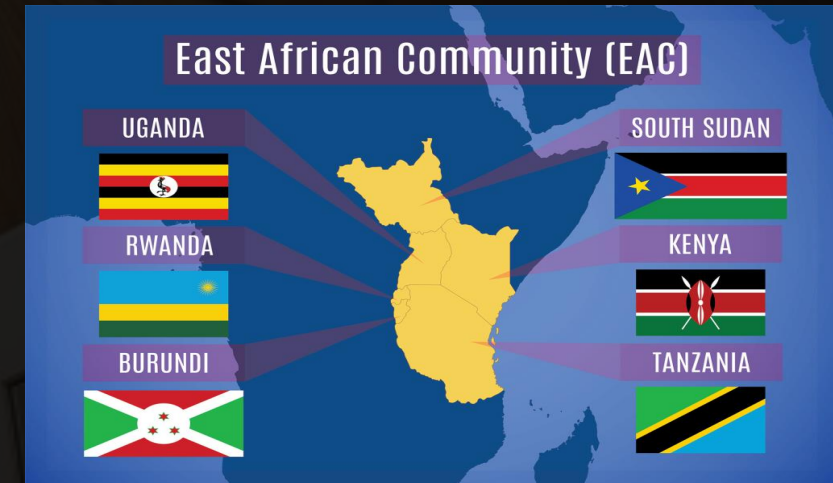 East African Community (EAC)
UGANDA
SOUTH SUDAN
RWANDA
KENYA
BURUNDI
TANZANIA